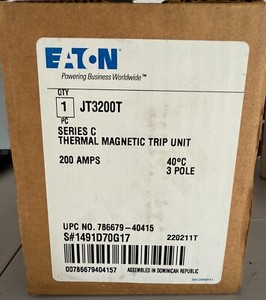 EATON
Powering Business Worldwide™
QTY
1 JT3200T
PC
SERIES C
THERMAL MAGNETIC TRIP UNIT
200 AMPS 40°C
3 POLE
UPC NO. 786679-40415
S#1491D70G17 220211T
00786679404157 ASSEMBLED IN DOMINICAN REPUBLIC